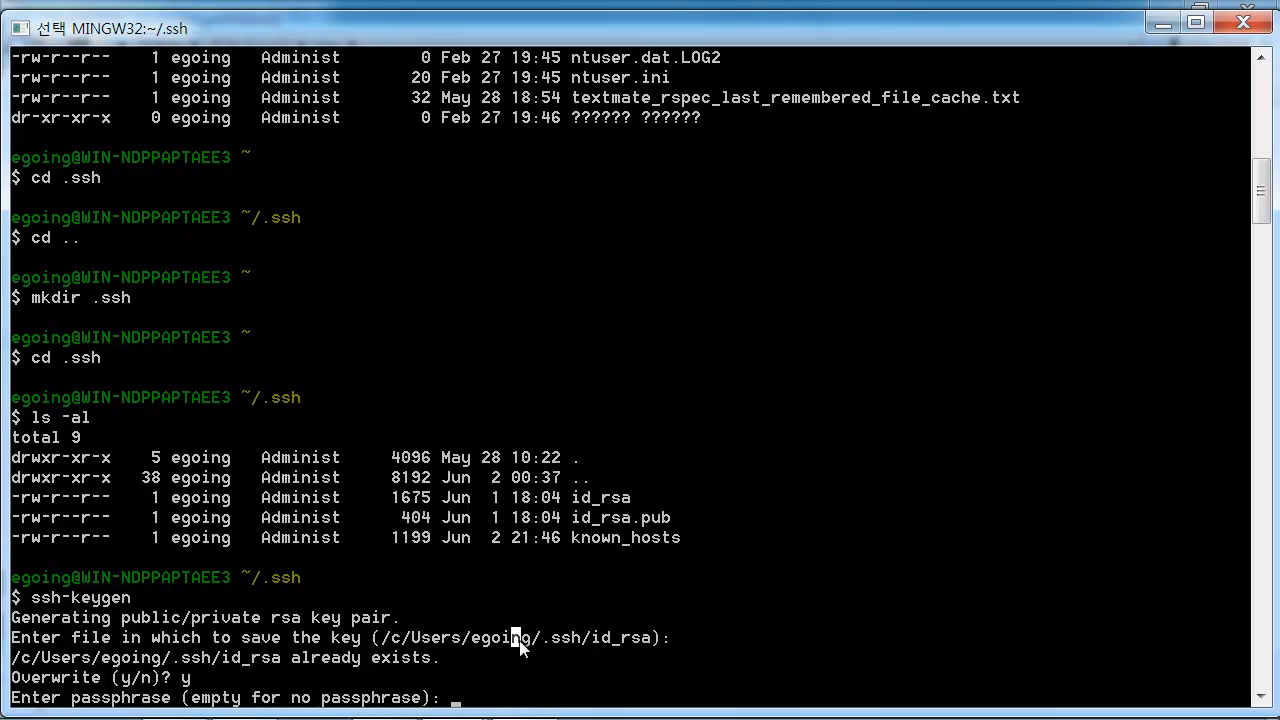 선택 MINGW32:~/.ssh
-rw-r--r-- 1 egoing Administ 0 Feb 27 19:45 ntuser.dat.LOG2
-rw-r--r-- 1 egoing Administ 20 Feb 27 19:45 ntuser.ini
-rw-r--r-- 1 egoing Administ 32 May 28 18:54 textmate_rspec_last_remembered_file_cache.txt
dr-xr-xr-x 0 egoing Administ 0 Feb 27 19:46 ?????? ??????
egoing@WIN-NDPPAPTAEE3 ~
$ cd .ssh
egoing@WIN-NDPPAPTAEE3 ~/.ssh
$ cd ..
egoing@WIN-NDPPAPTAEE3 ~
$ mkdir .ssh
egoing@WIN-NDPPAPTAEE3 ~
$ cd .ssh
egoing@WIN-NDPPAPTAEE3 ~/.ssh
$ ls -al
total 9
drwxr-xr-x 5 egoing Administ 4096 May 28 10:22 .
drwxr-xr-x 38 egoing Administ 8192 Jun 2 00:37 ..
-rw-r--r-- 1 egoing Administ 1675 Jun 1 18:04 id_rsa
-rw-r--r-- 1 egoing Administ 404 Jun 1 18:04 id_rsa.pub
-rw-r--r-- 1 egoing Administ 1199 Jun 2 21:46 known_hosts
egoing@WIN-NDPPAPTAEE3 ~/.ssh
$ ssh-keygen
Generating public/private rsa key pair.
Enter file in which to save the key (/c/Users/egoing/.ssh/id_rsa):
/c/Users/egoing/.ssh/id_rsa already exists.
Overwrite (y/n)? y
Enter passphrase (empty for no passphrase):